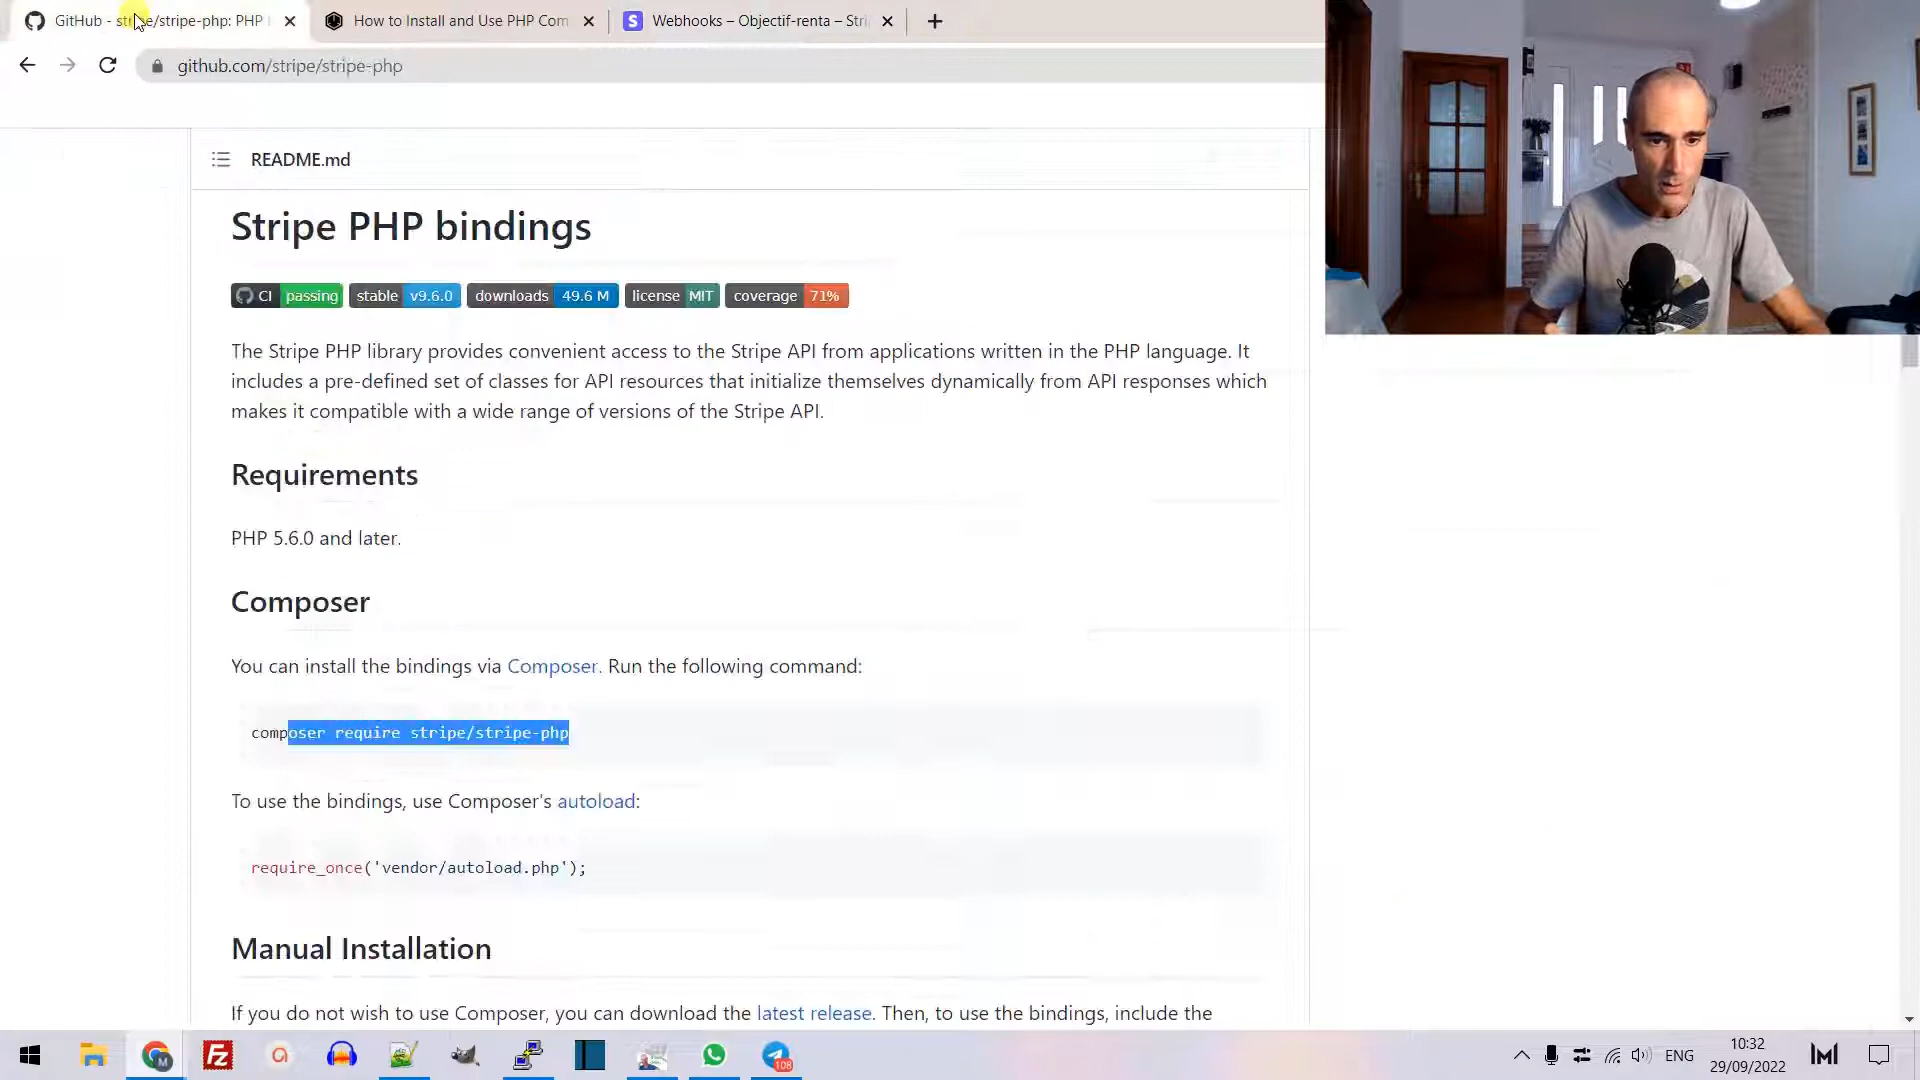 GitHub - stripe/stripe-php: PHP
How to Install and Use PHP Com
Webhooks – Objectif-renta – Stri
github.com/stripe/stripe-php
README.md
Stripe PHP bindings
CI passing stable v9.6.0 downloads 49.6 M license MIT coverage 71%
The Stripe PHP library provides convenient access to the Stripe API from applications written in the PHP language. It
includes a pre-defined set of classes for API resources that initialize themselves dynamically from API responses which
makes it compatible with a wide range of versions of the Stripe API.
Requirements
PHP 5.6.0 and later.
Composer
You can install the bindings via Composer. Run the following command:
composer require stripe/stripe-php
To use the bindings, use Composer's autoload:
require_once('vendor/autoload.php');
Manual Installation
If you do not wish to use Composer, you can download the latest release. Then, to use the bindings, include the
108
ENG
10:32
29/09/2022